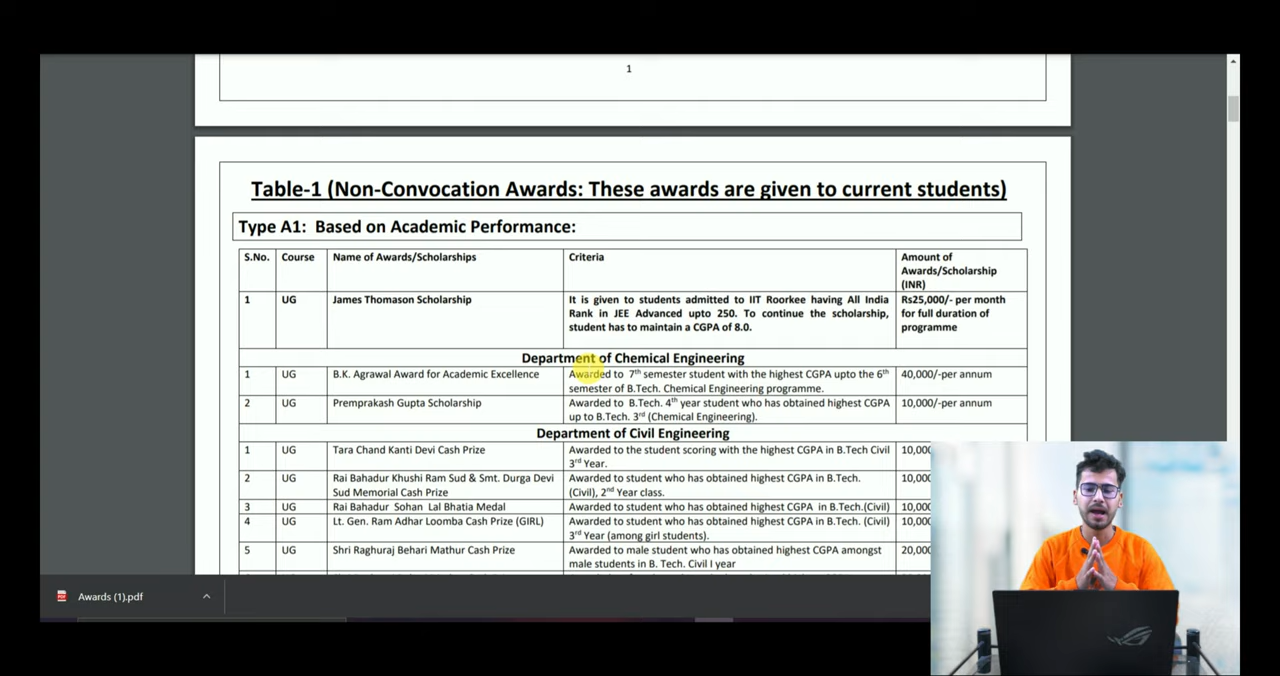 1
Table-1 (Non-Convocation Awards: These awards are given to current students)
Type A1: Based on Academic Performance:
S.No. Course Name of Awards/Scholarships Criteria Amount of
Awards/Scholarship
(INR)
1 UG James Thomason Scholarship It is given to students admitted to IIT Roorkee having All India Rs25,000/- per month
Rank in JEE Advanced upto 250. To continue the scholarship, for full duration of
student has to maintain a CGPA of 8.0. programme
Department of Chemical Engineering
1 UG B.K. Agrawal Award for Academic Excellence Awarded to 7th semester student with the highest CGPA upto the 6th 40,000/-per annum
semester of B.Tech. Chemical Engineering programme.
2 UG Premprakash Gupta Scholarship Awarded to B.Tech. 4th year student who has obtained highest CGPA 10,000/-per annum
up to B.Tech. 3rd (Chemical Engineering).
Department of Civil Engineering
1 UG Tara Chand Kanti Devi Cash Prize Awarded to the student scoring with the highest CGPA in B.Tech Civil 10,000
3rd Year.
2 UG Rai Bahadur Khushi Ram Sud & Smt. Durga Devi Awarded to student who has obtained highest CGPA in B.Tech. 10,000
Sud Memorial Cash Prize (Civil), 2nd Year class.
3 UG Rai Bahadur Sohan Lal Bhatia Medal Awarded to student who has obtained highest CGPA in B.Tech.(Civil) 10,000
4 UG Lt. Gen. Ram Adhar Loomba Cash Prize (GIRL) Awarded to student who has obtained highest CGPA in B.Tech. (Civil) 10,000
3rd Year (among girl students).
5 UG Shri Raghuraj Behari Mathur Cash Prize Awarded to male student who has obtained highest CGPA amongst 20,000
male students in B. Tech. Civil I year
Awards (1).pdf